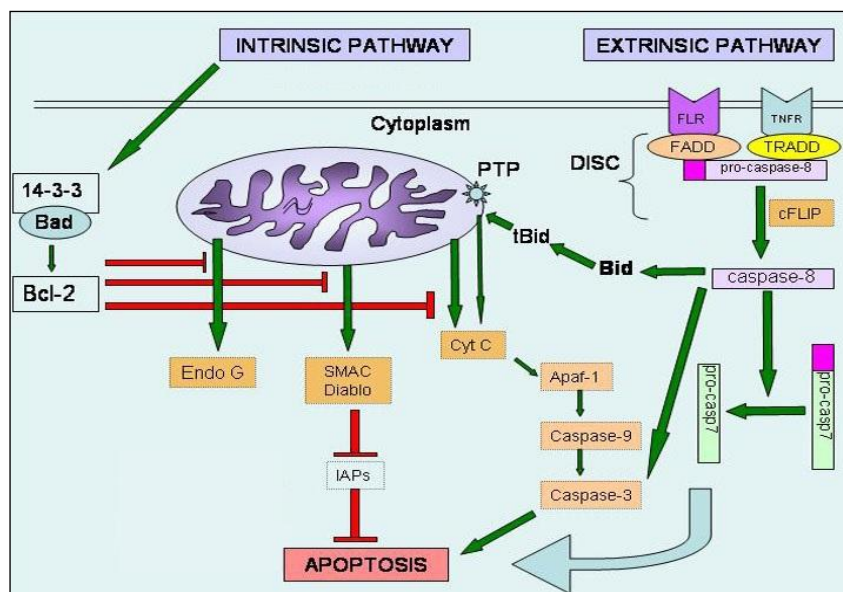 INTRINSIC PATHWAY
EXTRINSIC PATHWAY
Cytoplasm
FLR
TNFR
FADD
TRADD
DISC
pro-caspase-8
PTP
14-3-3
Bad
cFLIP
tBid
Bid
caspase-8
Bcl-2
Cyt C
Endo G
SMAC
Diablo
Apaf-1
pro-casp7
pro-casp7
Caspase-9
IAPs
Caspase-3
APOPTOSIS